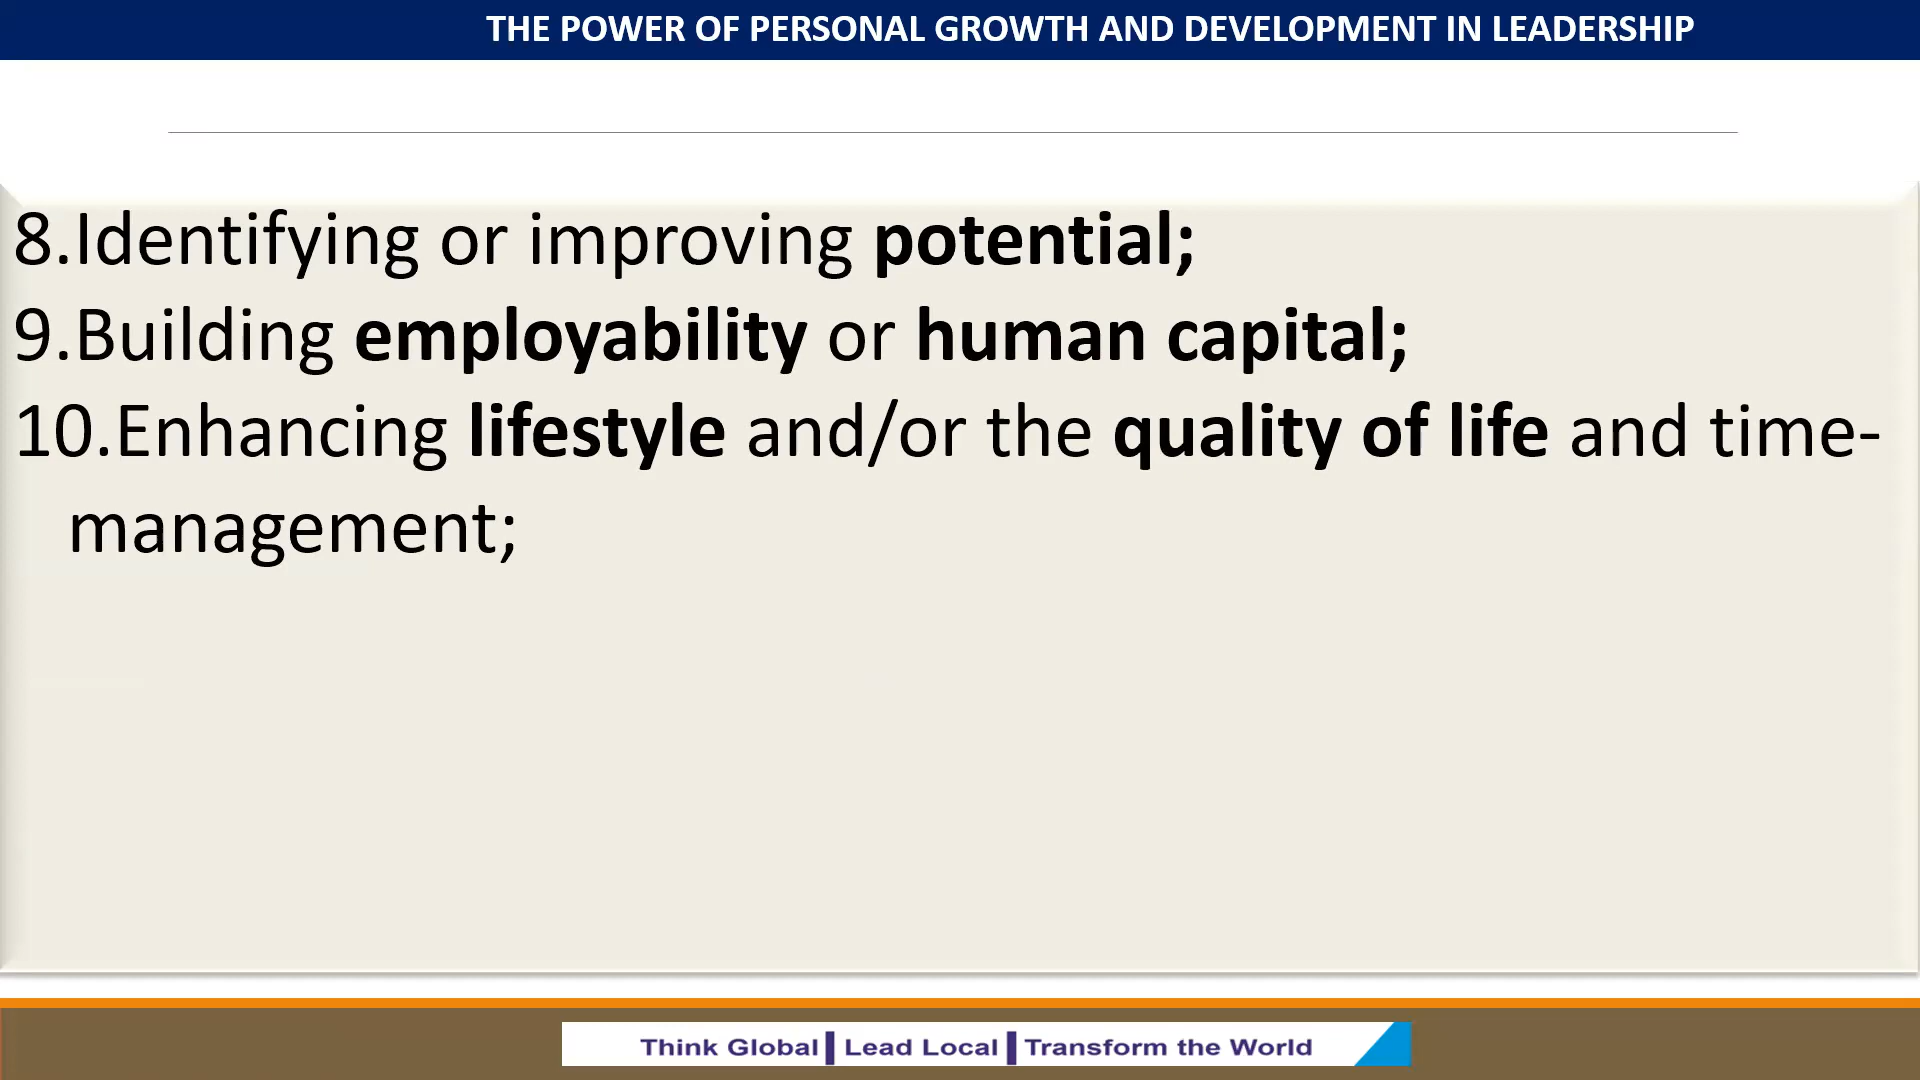 THE POWER OF PERSONAL GROWTH AND DEVELOPMENT IN LEADERSHIP
8.Identifying or improving potential;
9.Building employability or human capital;
10.Enhancing lifestyle and/or the quality of life and time-
management;
Think Global | Lead Local | Transform the World